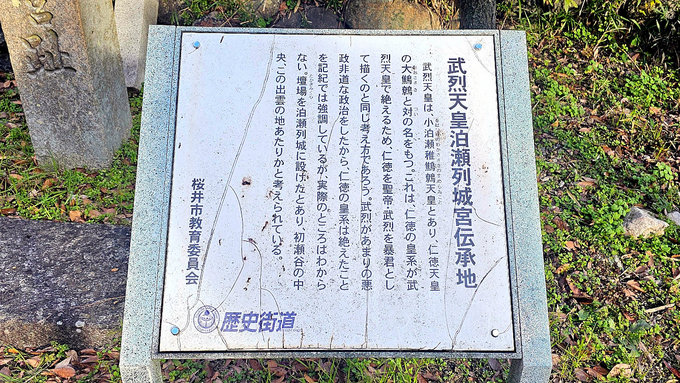 武烈天皇泊瀬列城宮伝承地
武烈天皇は、小泊瀬稚鷦鷯天皇とあり、仁徳天皇
の大鷦鷯と対の名をもつ。これは、仁徳の皇系が武
烈天皇で絶えるため、仁徳を聖帝、武烈を暴君とし
て描くのと同じ考え方であろう。武烈があまりの悪
政非道な政治をしたから、仁徳の皇系は絶えたこと
を記紀では強調しているが、実際のところはわから
ない。壇場を泊瀬列城に設けたとあり、初瀬谷の中
央、この出雲の地あたりかと考えられている。
桜井市教育委員会
歴史街道